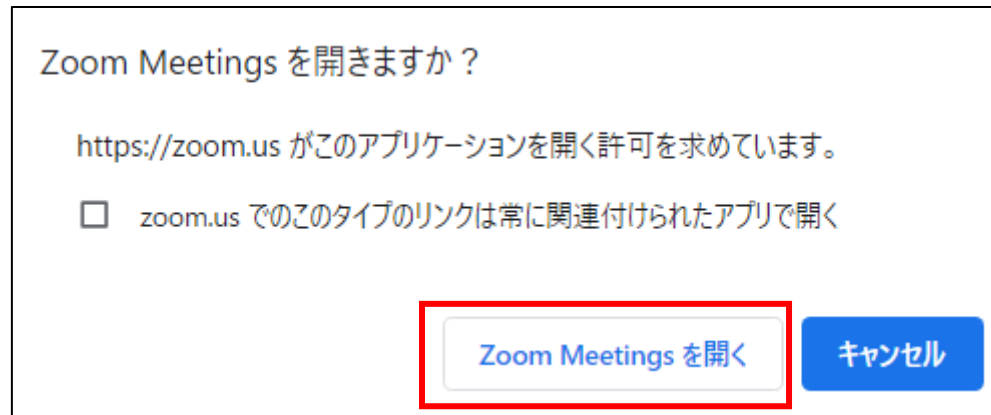 Zoom Meetings を開きますか？
https://zoom.us がこのアプリケーションを開く許可を求めています。
zoom.us でのこのタイプのリンクは常に関連付けられたアプリで開く
Zoom Meetings を開く
キャンセル